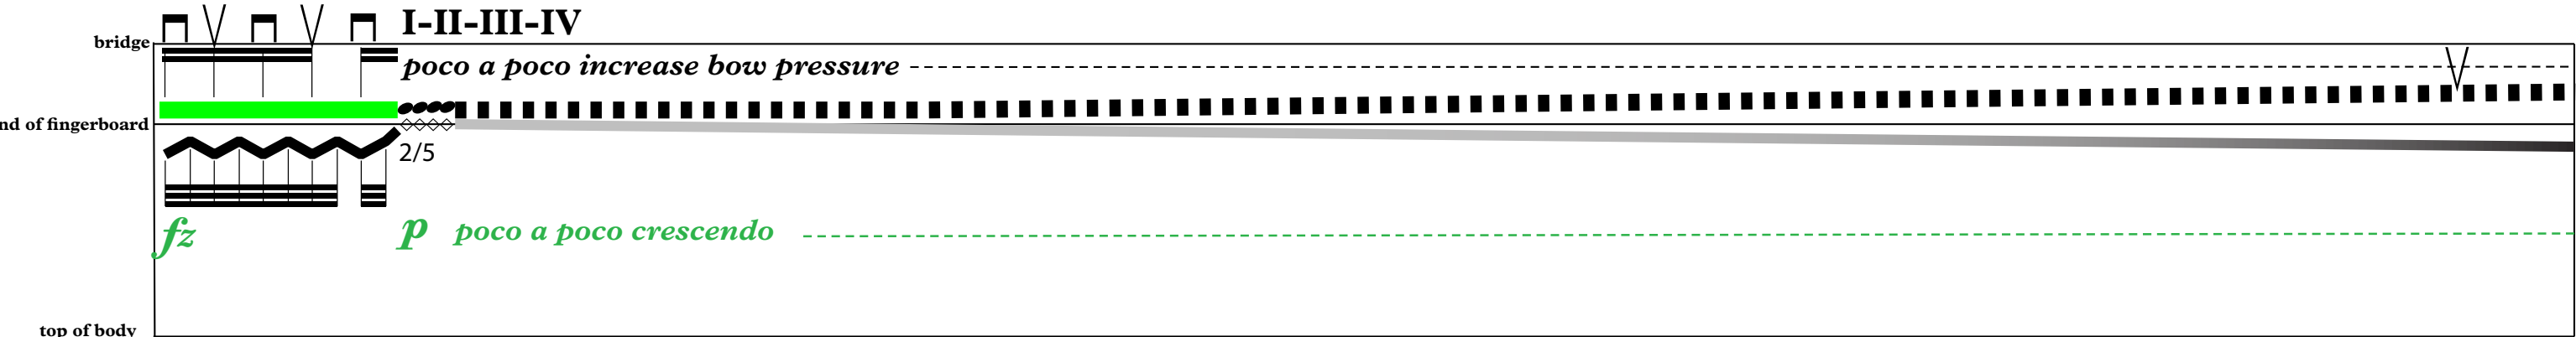 I-II-III-IV
bridge
poco a poco increase bow pressure
nd of fingerboard
2/5
fz p poco a poco crescendo
top of body